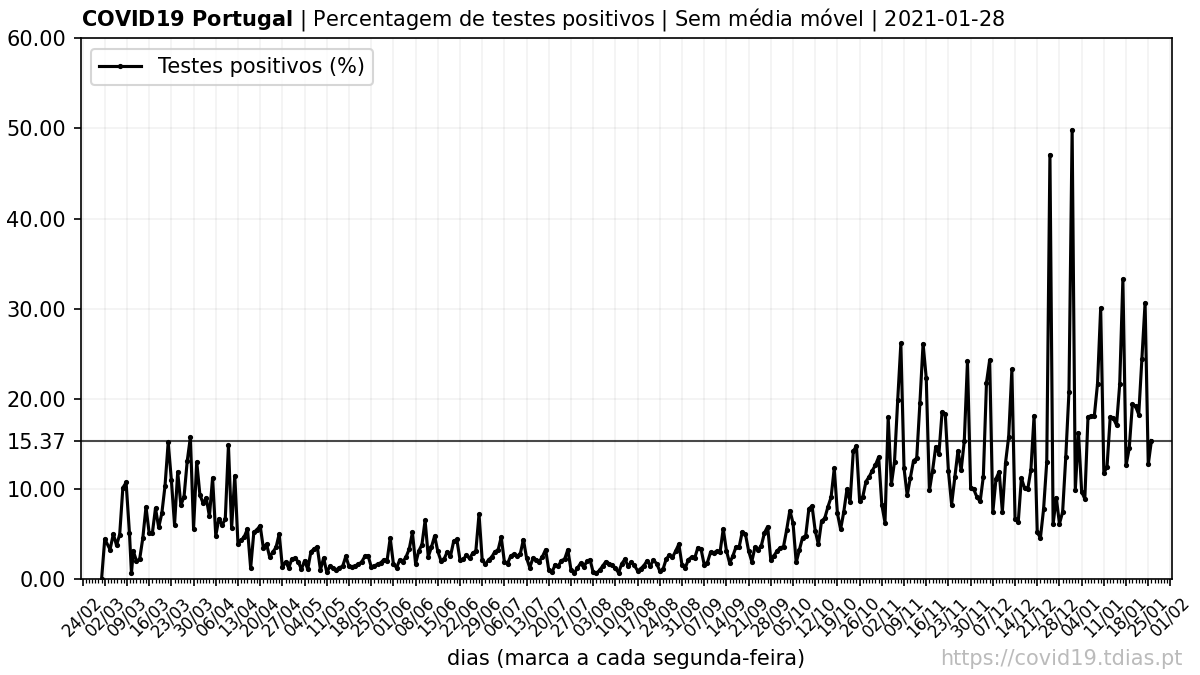 COVID19 Portugal | Percentagem de testes positivos | Sem média móvel | 2021-01-28
Testes positivos (%)
60.00
50.00
40.00
30.00
20.00
15.37
10.00
0.00
24/02 02/03 09/03 16/03 23/03 30/03 06/04 13/04 20/04 27/04 04/05 11/05 18/05 25/05 01/06 08/06 15/06 22/06 29/06 06/07 13/07 20/07 27/07 03/08 10/08 17/08 24/08 31/08 07/09 14/09 21/09 28/09 05/10 12/10 19/10 26/10 02/11 09/11 16/11 23/11 30/11 07/12 14/12 21/12 28/12 04/01 11/01 18/01 25/01 01/02
dias (marca a cada segunda-feira)
https://covid19.tdias.pt